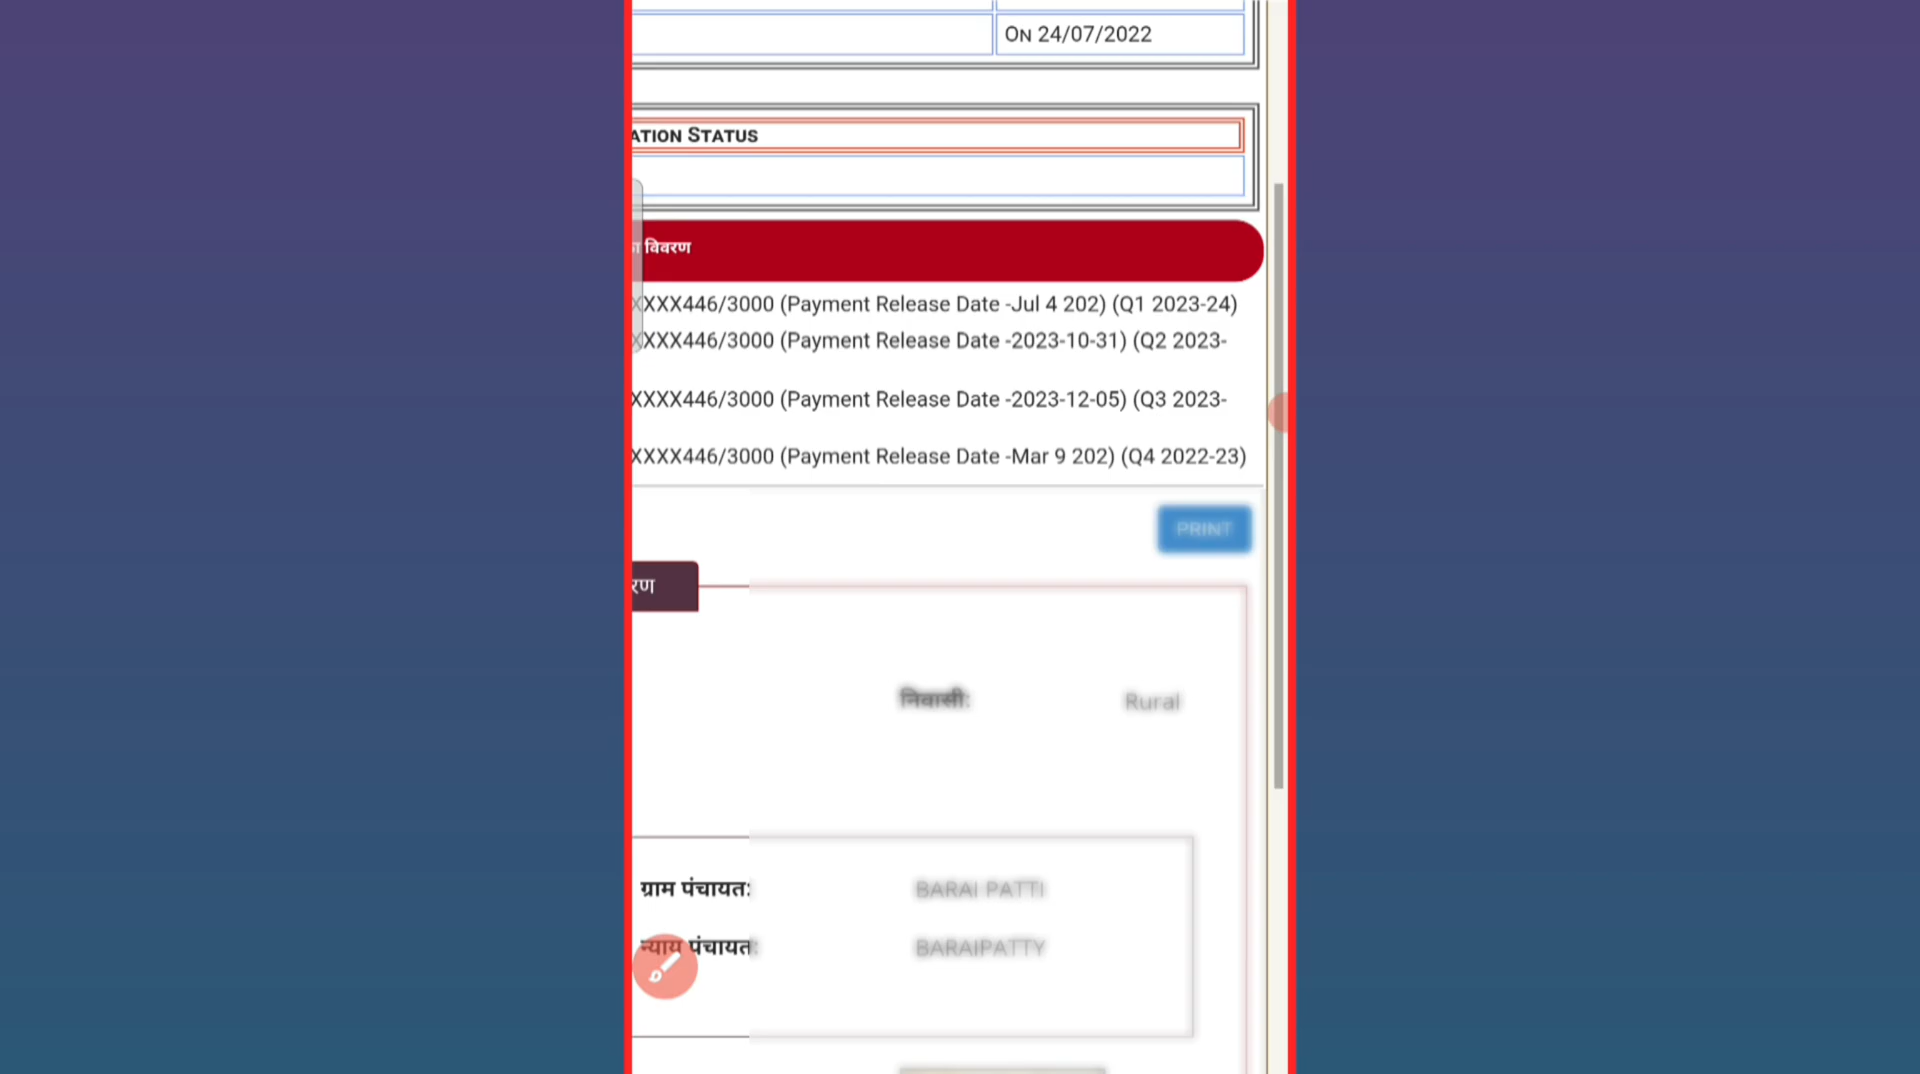 ON 24/07/2022
ATION STATUS
विवरण
XXXX446/3000 (Payment Release Date -Jul 4 202) (Q1 2023-24)
XXXX446/3000 (Payment Release Date -2023-10-31) (Q2 2023-
XXXX446/3000 (Payment Release Date -2023-12-05) (Q3 2023-
XXXX446/3000 (Payment Release Date -Mar 9 202) (Q4 2022-23)
PRINT
रण
निवासी: Rural
ग्राम पंचायत: BARAI PATTI
न्याय पंचायत: BARAIPATTY